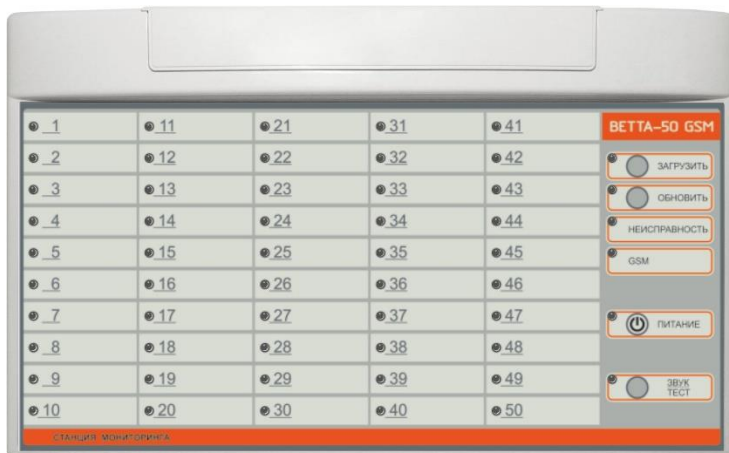 1 11 21 31 41 ВЕТТА-50 GSM
2 12 22 32 42 ЗАГРУЗИТЬ
3 13 23 33 43 ОБНОВИТЬ
4 14 24 34 44 НЕИСПРАВНОСТЬ
5 15 25 35 45 GSM
6 16 26 36 46
7 17 27 37 47 ПИТАНИЕ
8 18 28 38 48
9 19 29 39 49 ЗВУК
ТЕСТ
10 20 30 40 50
СТАНЦИЯ МОНИТОРИНГА